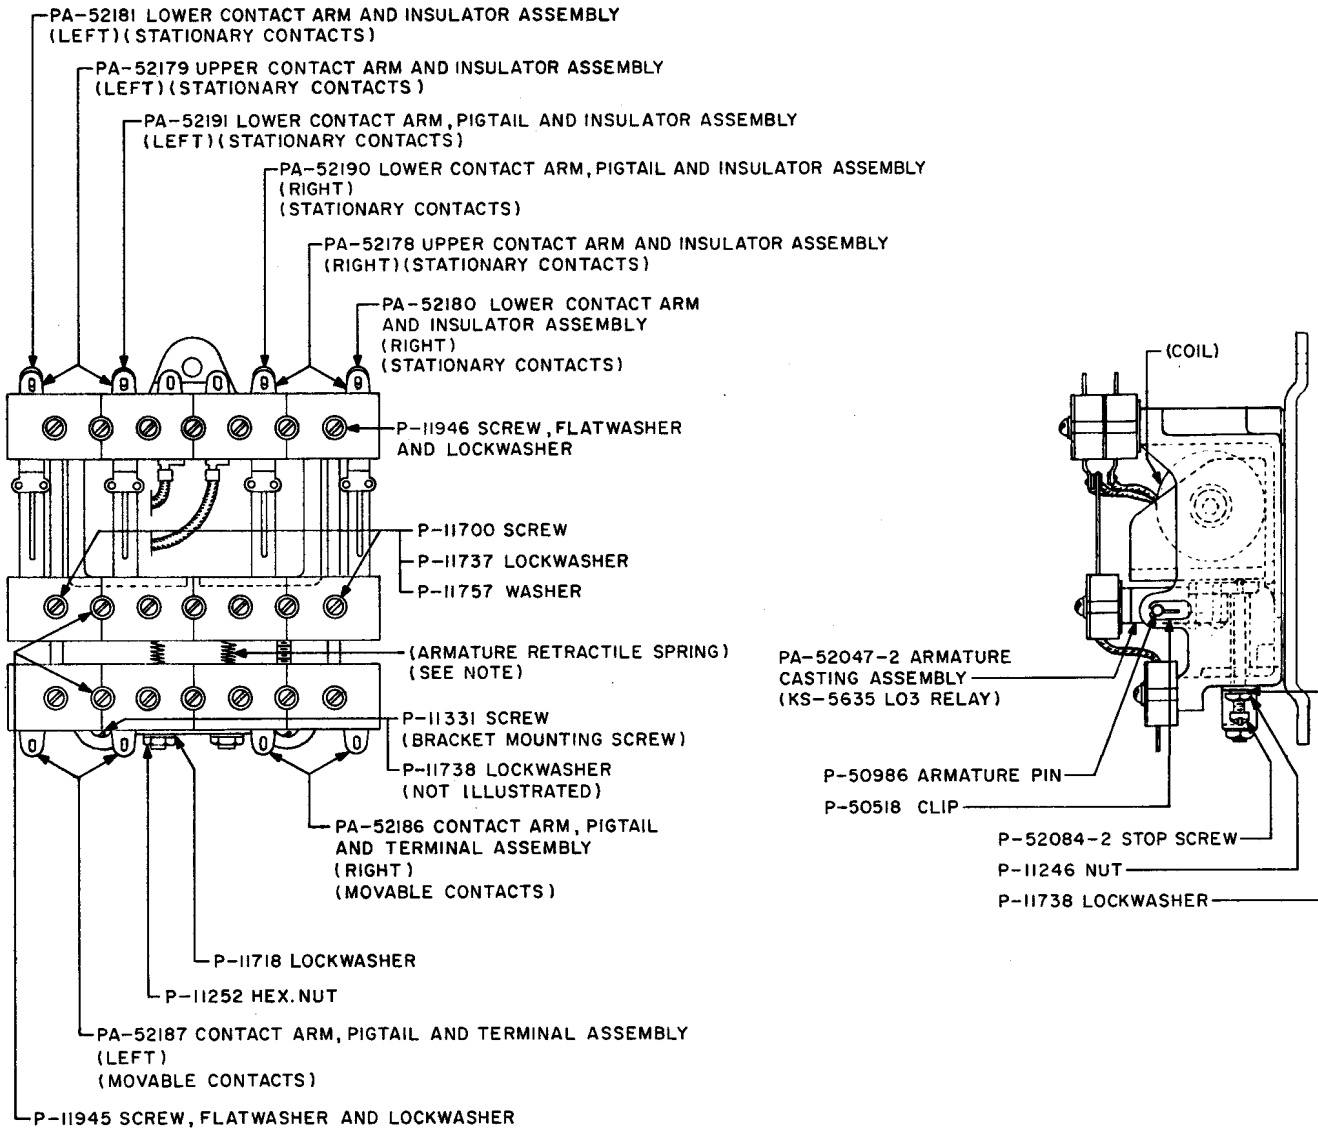 PA-52181 LOWER CONTACT ARM AND INSULATOR ASSEMBLY
(LEFT)(STATIONARY CONTACTS)
PA-52179 UPPER CONTACT ARM AND INSULATOR ASSEMBLY
(LEFT)(STATIONARY CONTACTS)
PA-52191 LOWER CONTACT ARM, PIGTAIL AND INSULATOR ASSEMBLY
(LEFT)(STATIONARY CONTACTS)
PA-52190 LOWER CONTACT ARM, PIGTAIL AND INSULATOR ASSEMBLY
(RIGHT)
(STATIONARY CONTACTS)
PA-52178 UPPER CONTACT ARM AND INSULATOR ASSEMBLY
(RIGHT)(STATIONARY CONTACTS)
PA-52180 LOWER CONTACT ARM
AND INSULATOR ASSEMBLY
(RIGHT)
(STATIONARY CONTACTS)
P-11946 SCREW, FLATWASHER
AND LOCKWASHER
P-11700 SCREW
P-11737 LOCKWASHER
P-11757 WASHER
(ARMATURE RETRACTILE SPRING)
(SEE NOTE)
P-11331 SCREW
(BRACKET MOUNTING SCREW)
P-11738 LOCKWASHER
(NOT ILLUSTRATED)
PA-52186 CONTACT ARM, PIGTAIL
AND TERMINAL ASSEMBLY
(RIGHT)
(MOVABLE CONTACTS)
P-11718 LOCKWASHER
P-11252 HEX. NUT
PA-52187 CONTACT ARM, PIGTAIL AND TERMINAL ASSEMBLY
(LEFT)
(MOVABLE CONTACTS)
P-11945 SCREW, FLATWASHER AND LOCKWASHER
(COIL)
PA-52047-2 ARMATURE
CASTING ASSEMBLY
(KS-5635 L03 RELAY)
P-50986 ARMATURE PIN
P-50518 CLIP
P-52084-2 STOP SCREW
P-11246 NUT
P-11738 LOCKWASHER